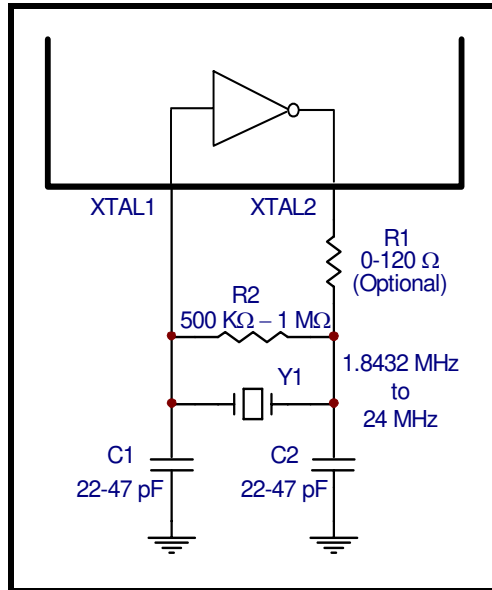 XTAL1
XTAL2
R1
0-120 Ω
(Optional)
R2
500 KΩ – 1 MΩ
Y1
1.8432 MHz
to
24 MHz
C1
22-47 pF
C2
22-47 pF